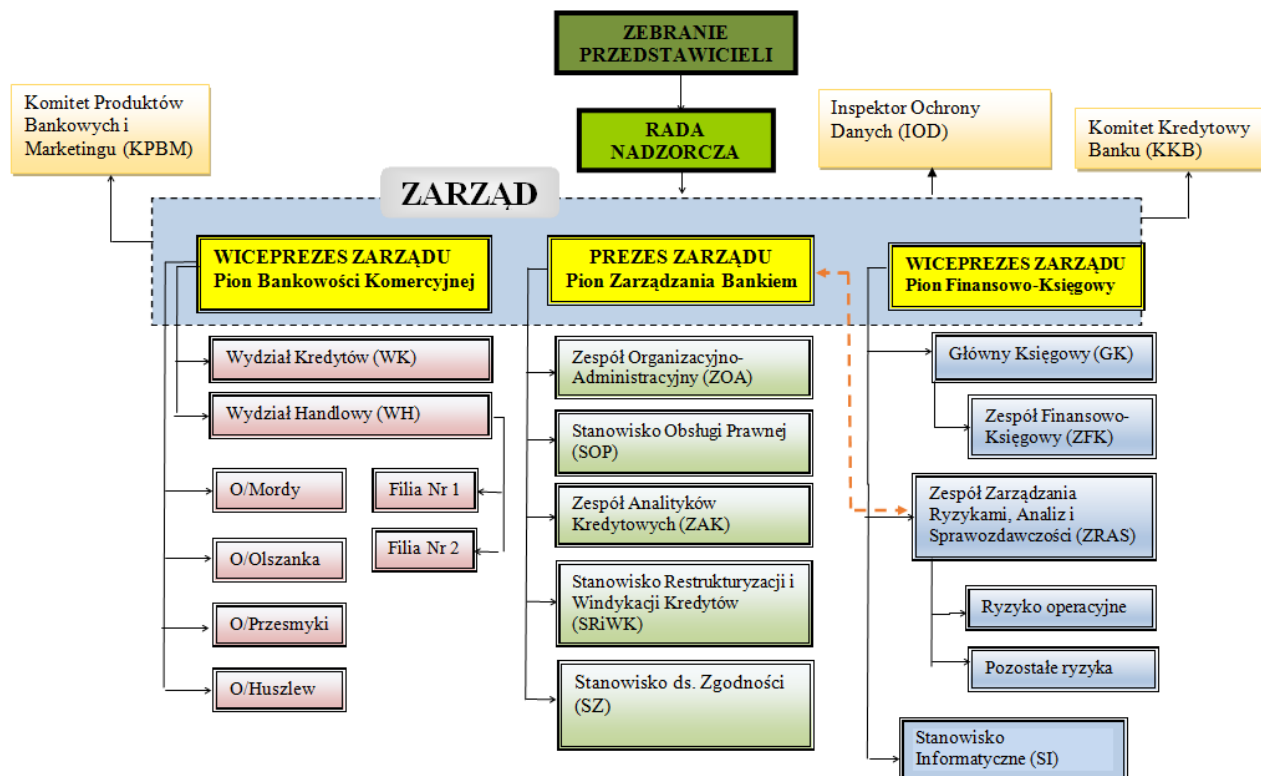 ZEBRANIE
PRZEDSTAWICIELI
Komitet Produktów
Bankowych i
Marketingu (KPBM)
RADA
NADZORCZA
Inspektor Ochrony
Danych (IOD)
Komitet Kredytowy
Banku (KKB)
ZARZĄD
WICEPREZES ZARZĄDU
Pion Bankowości Komercyjnej
PREZES ZARZĄDU
Pion Zarządzania Bankiem
WICEPREZES ZARZĄDU
Pion Finansowo-Księgowy
Wydział Kredytów (WK)
Wydział Handlowy (WH)
O/Mordy
Filia Nr 1
O/Olszanka
Filia Nr 2
O/Przesmyki
O/Huszlew
Zespół Organizacyjno-
Administracyjny (ZOA)
Stanowisko Obsługi Prawnej
(SOP)
Zespół Analityków
Kredytowych (ZAK)
Stanowisko Restrukturyzacji i
Windykacji Kredytów
(SRiWK)
Stanowisko ds. Zgodności
(SZ)
Główny Księgowy (GK)
Zespół Finansowo-
Księgowy (ZFK)
Zespół Zarządzania
Ryzykami, Analiz i
Sprawozdawczości (ZRAS)
Ryzyko operacyjne
Pozostałe ryzyka
Stanowisko
Informatyczne (SI)